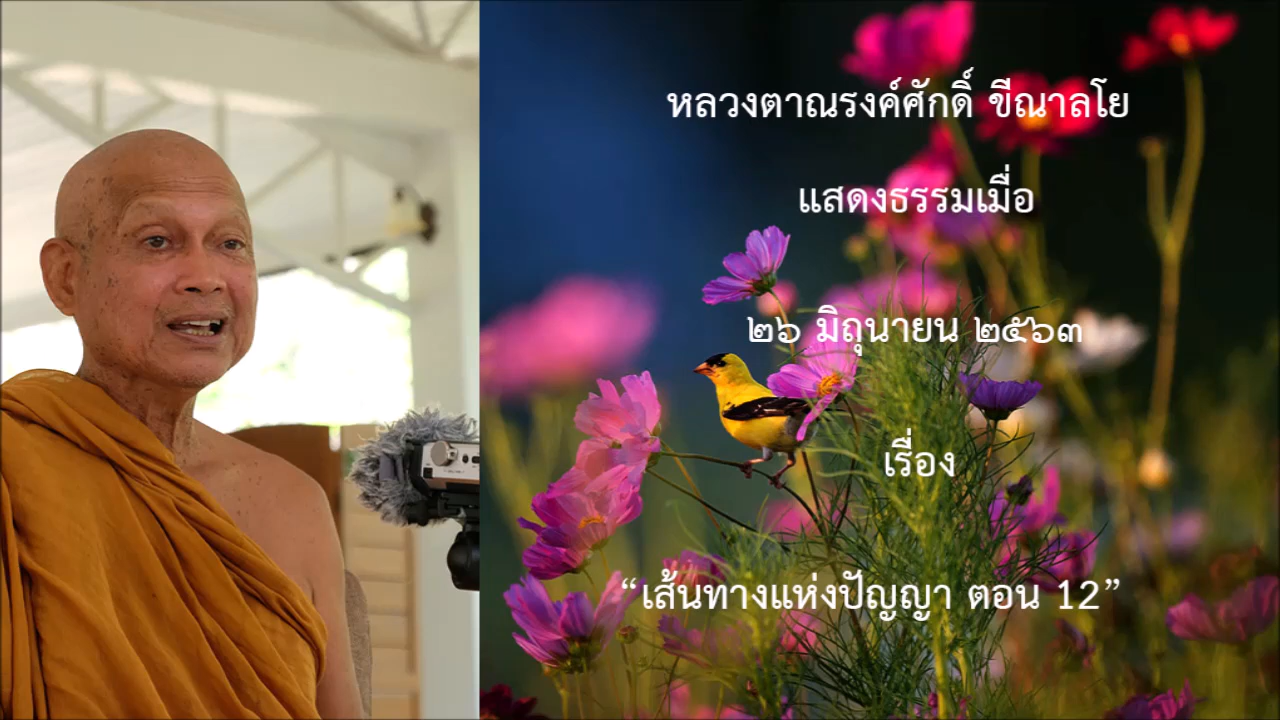 หลวงตาณรงค์ศักดิ์ ขีณาลโย
แสดงธรรมเมื่อ
๒๖ มิถุนายน ๒๕๖๓
เรื่อง
“เส้นทางแห่งปัญญา ตอน 12”